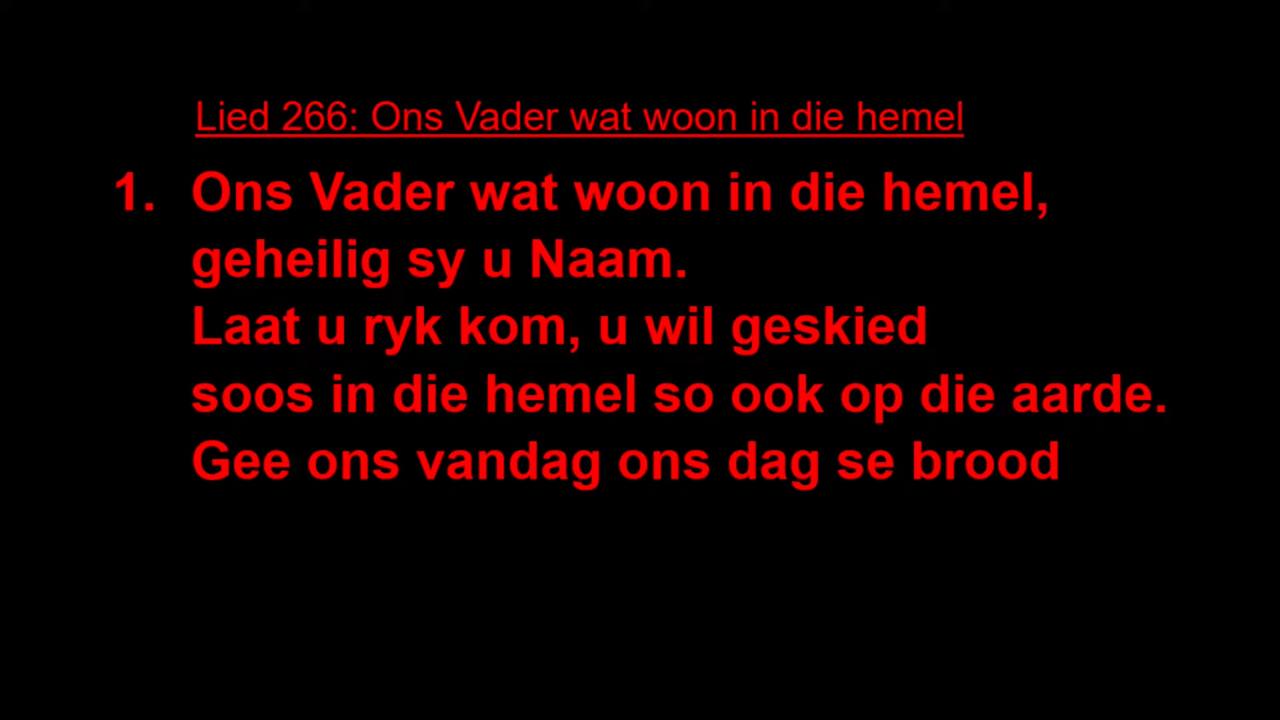 Lied 266: Ons Vader wat woon in die hemel
1. Ons Vader wat woon in die hemel,
geheilig sy u Naam.
Laat u ryk kom, u wil geskied
soos in die hemel so ook op die aarde.
Gee ons vandag ons dag se brood